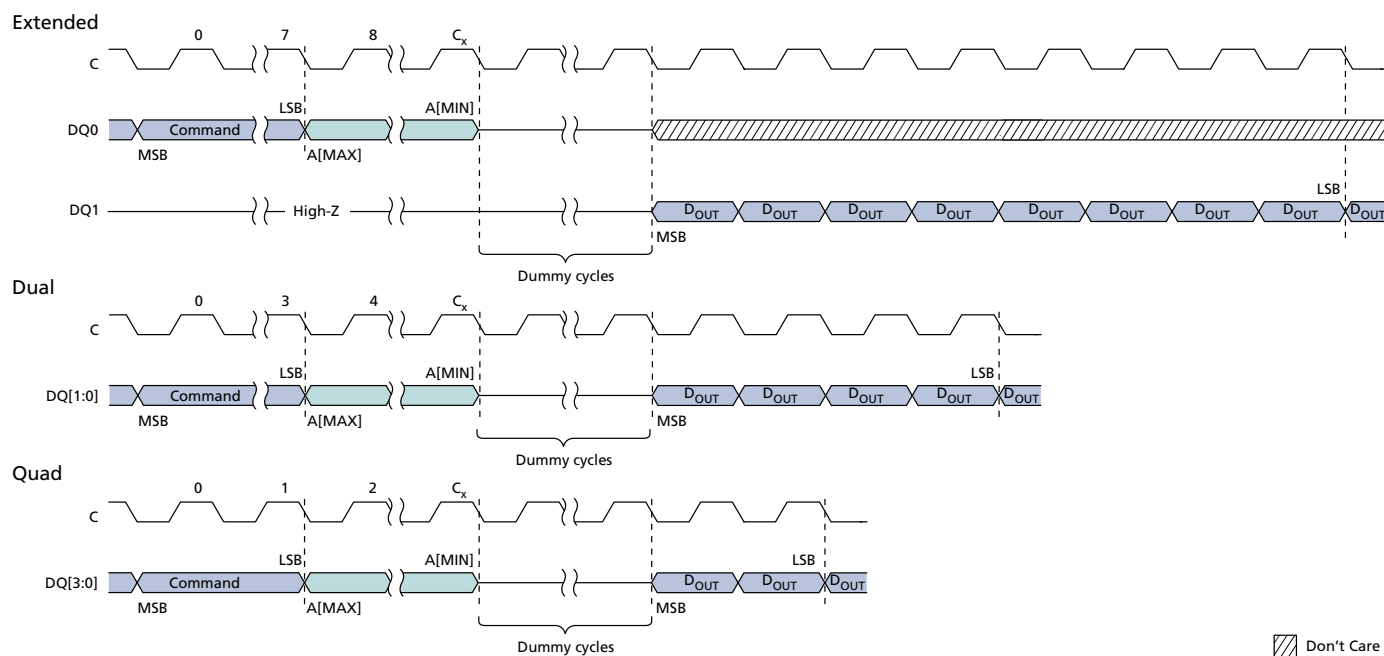 Extended
0 7 8 Cx
C
LSB A[MIN]
DQ0 Command
MSB A[MAX]
LSB
DQ1 High-Z DOUT DOUT DOUT DOUT DOUT DOUT DOUT DOUT DOUT
MSB
Dummy cycles
Dual
0 3 4 Cx
C
LSB A[MIN] LSB
DQ[1:0] Command DOUT DOUT DOUT DOUT DOUT
MSB A[MAX] MSB
Dummy cycles
Quad
0 1 2 Cx
C
LSB A[MIN] LSB
DQ[3:0] Command DOUT DOUT DOUT
MSB A[MAX] MSB
Dummy cycles
Don't Care